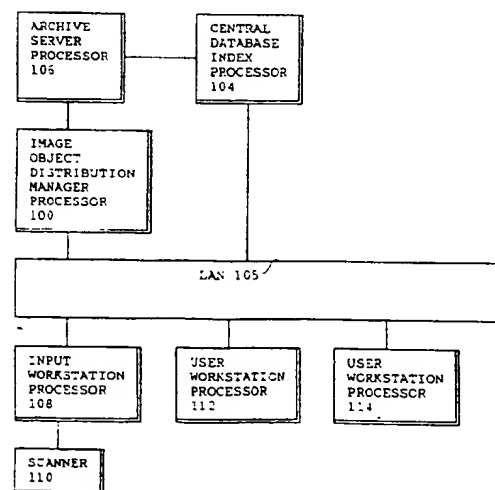 ARCHIVE
SERVER
PROCESSOR
106
CENTRAL
DATABASE
INDEX
PROCESSOR
104
IMAGE
OBJECT
DISTRIBUTION
MANAGER
PROCESSOR
100
LAN 105
INPUT
WORKSTATION
PROCESSOR
108
USER
WORKSTATION
PROCESSOR
112
USER
WORKSTATION
PROCESSOR
114
SCANNER
110